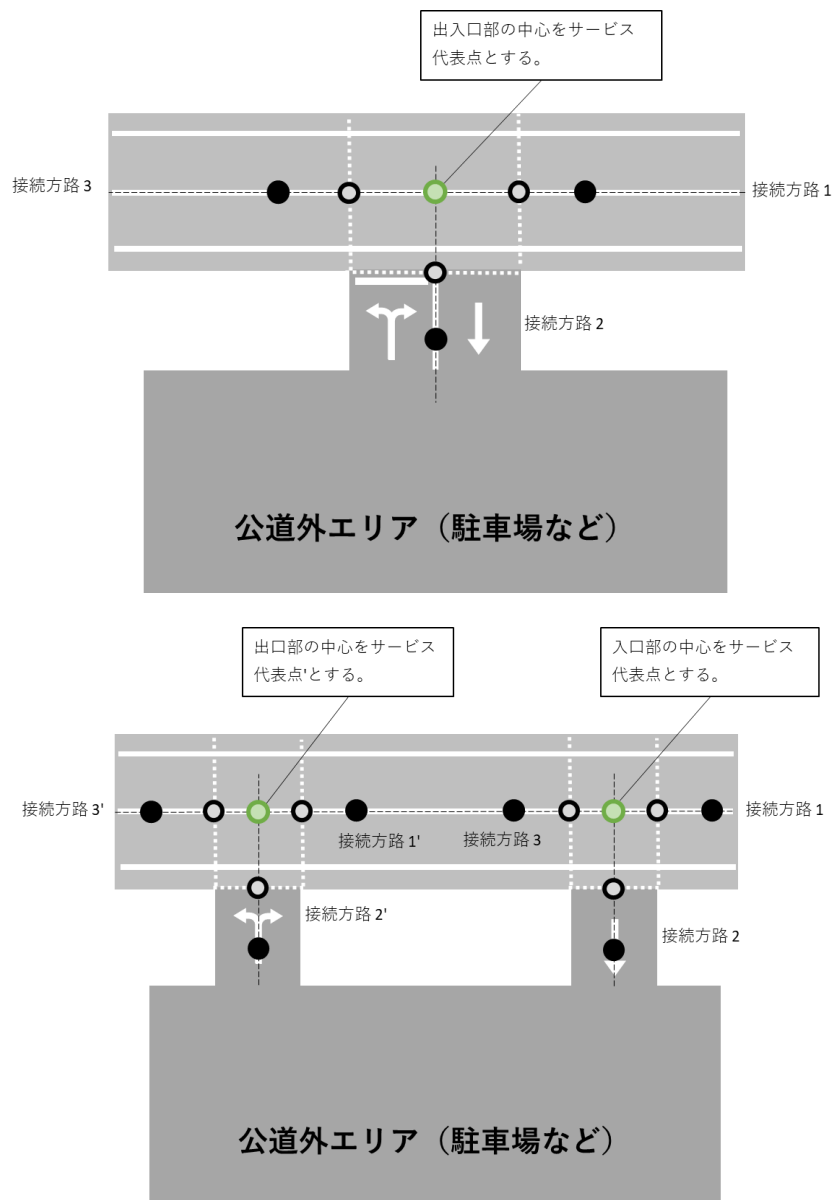 出入口部の中心をサービス
代表点とする。
接続方路 3
接続方路 1
接続方路 2
公道外エリア（駐車場など）
出口部の中心をサービス
代表点'とする。
入口部の中心をサービス
代表点とする。
接続方路 3'
接続方路 1
接続方路 1'
接続方路 3
接続方路 2'
接続方路 2
公道外エリア（駐車場など）